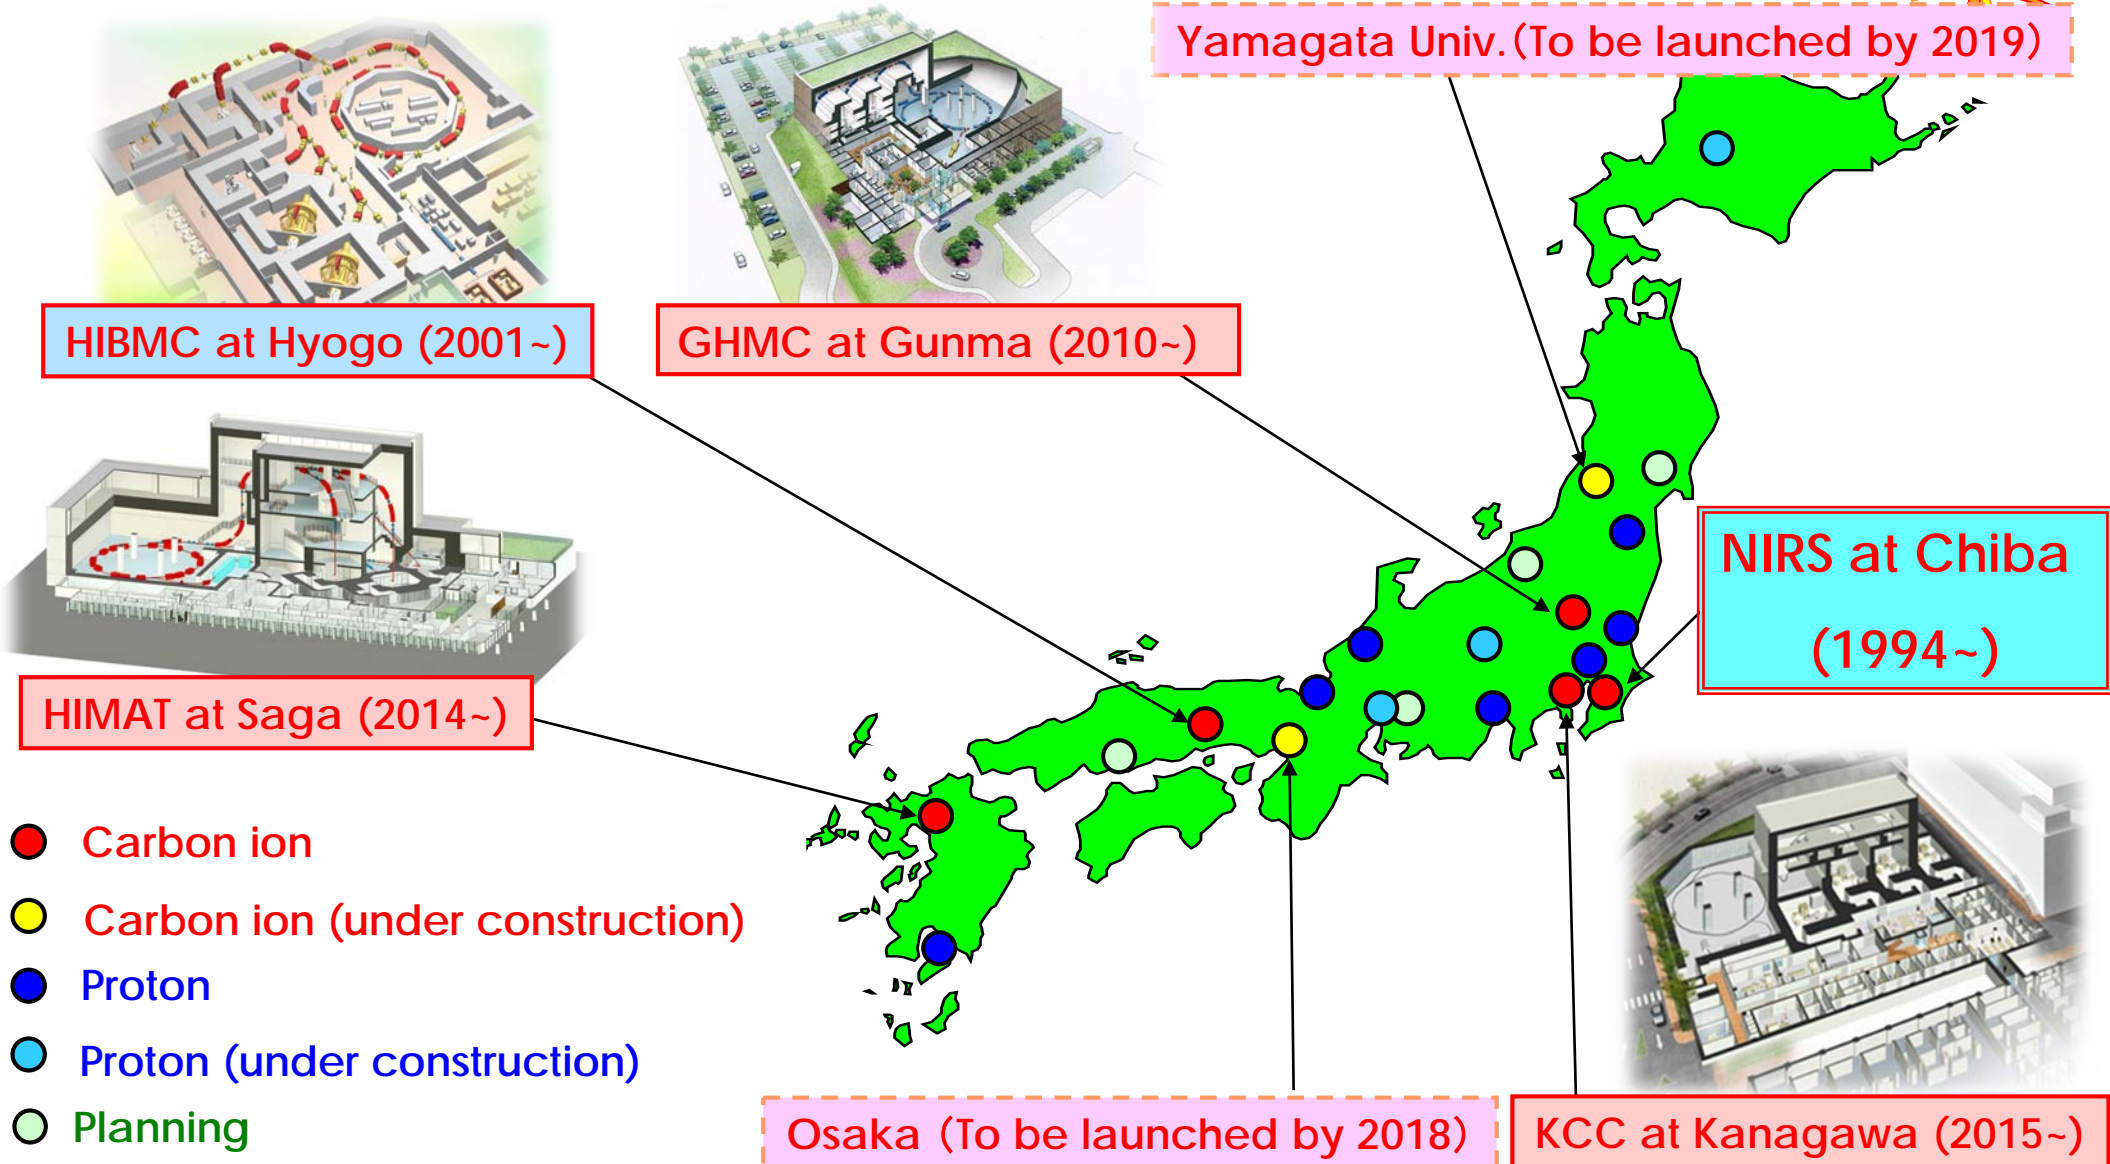 Yamagata Univ.(To be launched by 2019)
HIBMC at Hyogo (2001~)
GHMC at Gunma (2010~)
NIRS at Chiba
(1994~)
HIMAT at Saga (2014~)
Carbon ion
Carbon ion (under construction)
Proton
Proton (under construction)
Planning
Osaka (To be launched by 2018)
KCC at Kanagawa (2015~)